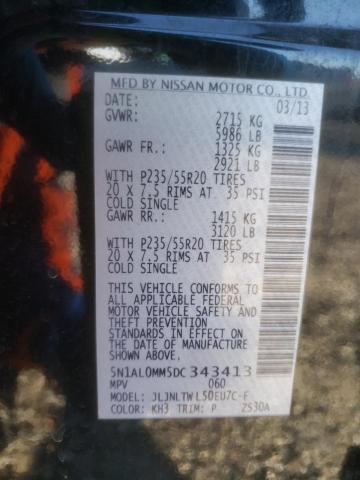 MFD BY NISSAN MOTOR CO., LTD.
DATE: 03/13
GVWR: 2715 KG
5986 LB
GAWR FR.: 1325 KG
2921 LB
WITH P235/55R20 TIRES
20 X 7.5 RIMS AT 35 PSI
COLD SINGLE
GAWR RR.: 1415 KG
3120 LB
WITH P235/55R20 TIRES
20 X 7.5 RIMS AT 35 PSI
COLD SINGLE
THIS VEHICLE CONFORMS TO
ALL APPLICABLE FEDERAL
MOTOR VEHICLE SAFETY AND
THEFT PREVENTION
STANDARDS IN EFFECT ON
THE DATE OF MANUFACTURE
SHOWN ABOVE.
5N1AL0MM5DC343413
MPV 060
MODEL: JLJNLTWL50EU7C-F
COLOR: KH3 TRIM: P ZS30A